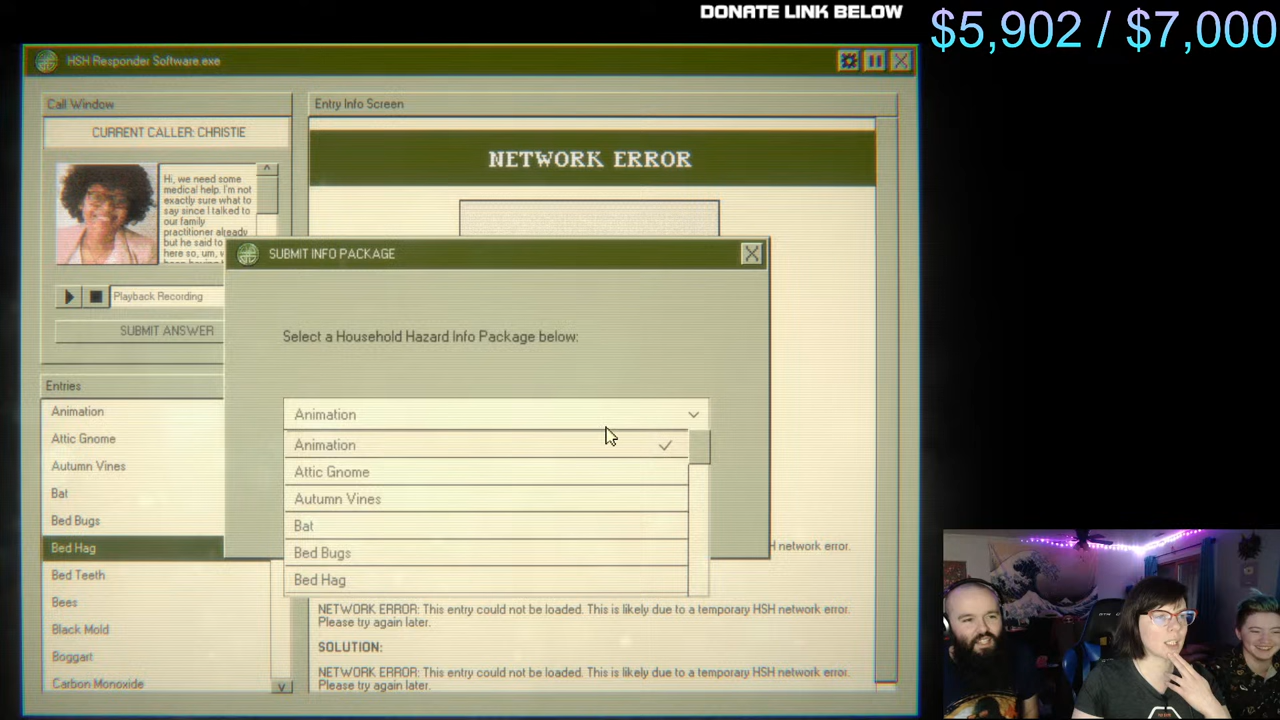 DONATE LINK BELOW
$5,902 / $7,000
HSH Responder Software.exe
Call Window
CURRENT CALLER: CHRISTIE
Hi, we need some
medical help. I'm not
exactly sure what to
say since I talked to
our family
practitioner already
but he said to
here so, um,
Playback Recording
SUBMIT ANSWER
Entries
Animation
Attic Gnome
Autumn Vines
Bat
Bed Bugs
Bed Hag
Bed Teeth
Bees
Black Mold
Boggart
Carbon Monoxide
Entry Info Screen
NETWORK ERROR
SUBMIT INFO PACKAGE
Select a Household Hazard Info Package below:
Animation
Animation
Attic Gnome
Autumn Vines
Bat
Bed Bugs
Bed Hag
network error.
NETWORK ERROR: This entry could not be loaded. This is likely due to a temporary HSH network error.
Please try again later.
SOLUTION:
NETWORK ERROR: This entry could not be loaded. This is likely due to a temporary HSH network error.
Please try again later.